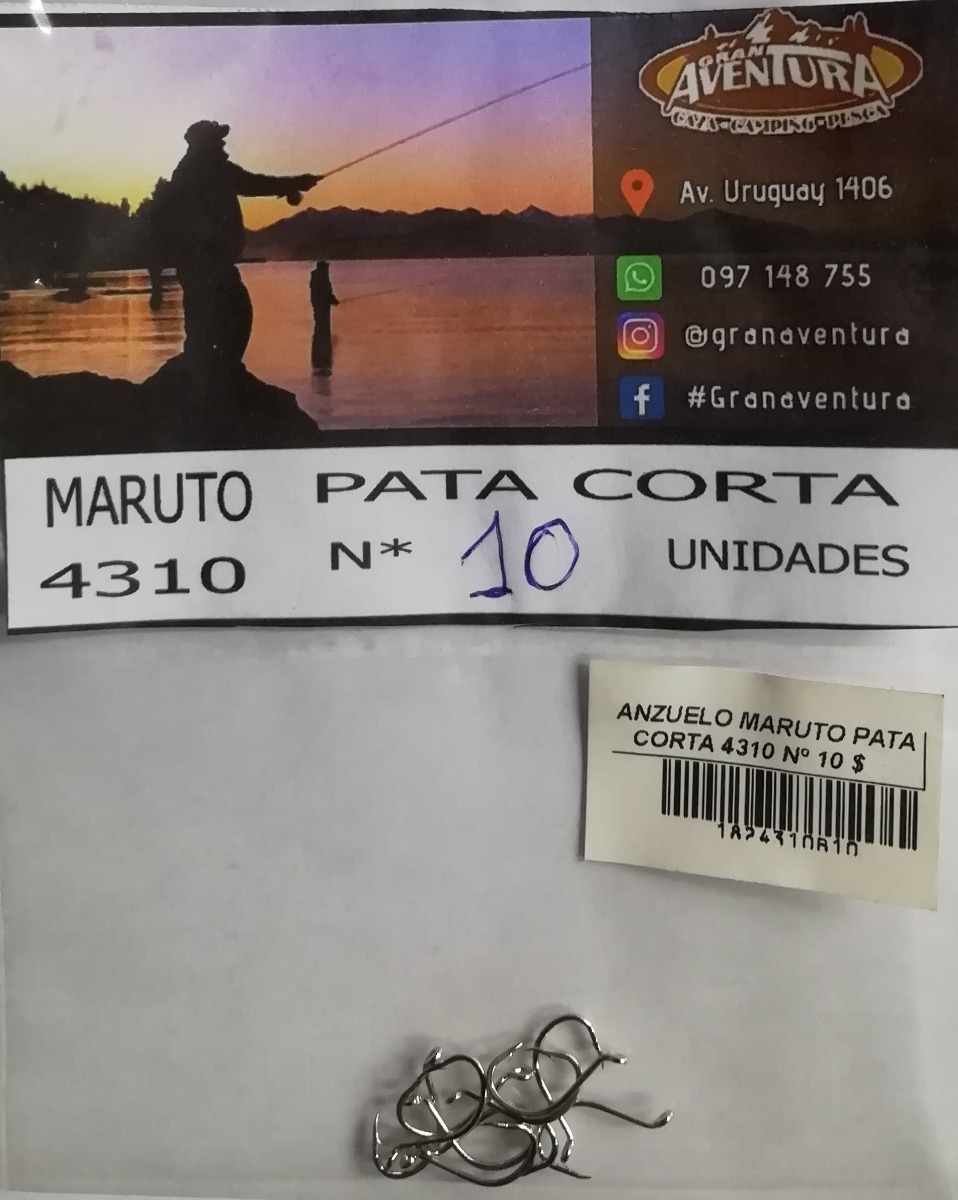 GRAN
AVENTURA
CAZA-CAMPING-PESCA
Av. Uruguay 1406
097 148 755
@granaventura
#Granaventura
MARUTO PATA CORTA
4310 N* 10 UNIDADES
ANZUELO MARUTO PATA
CORTA 4310 Nº 10 $